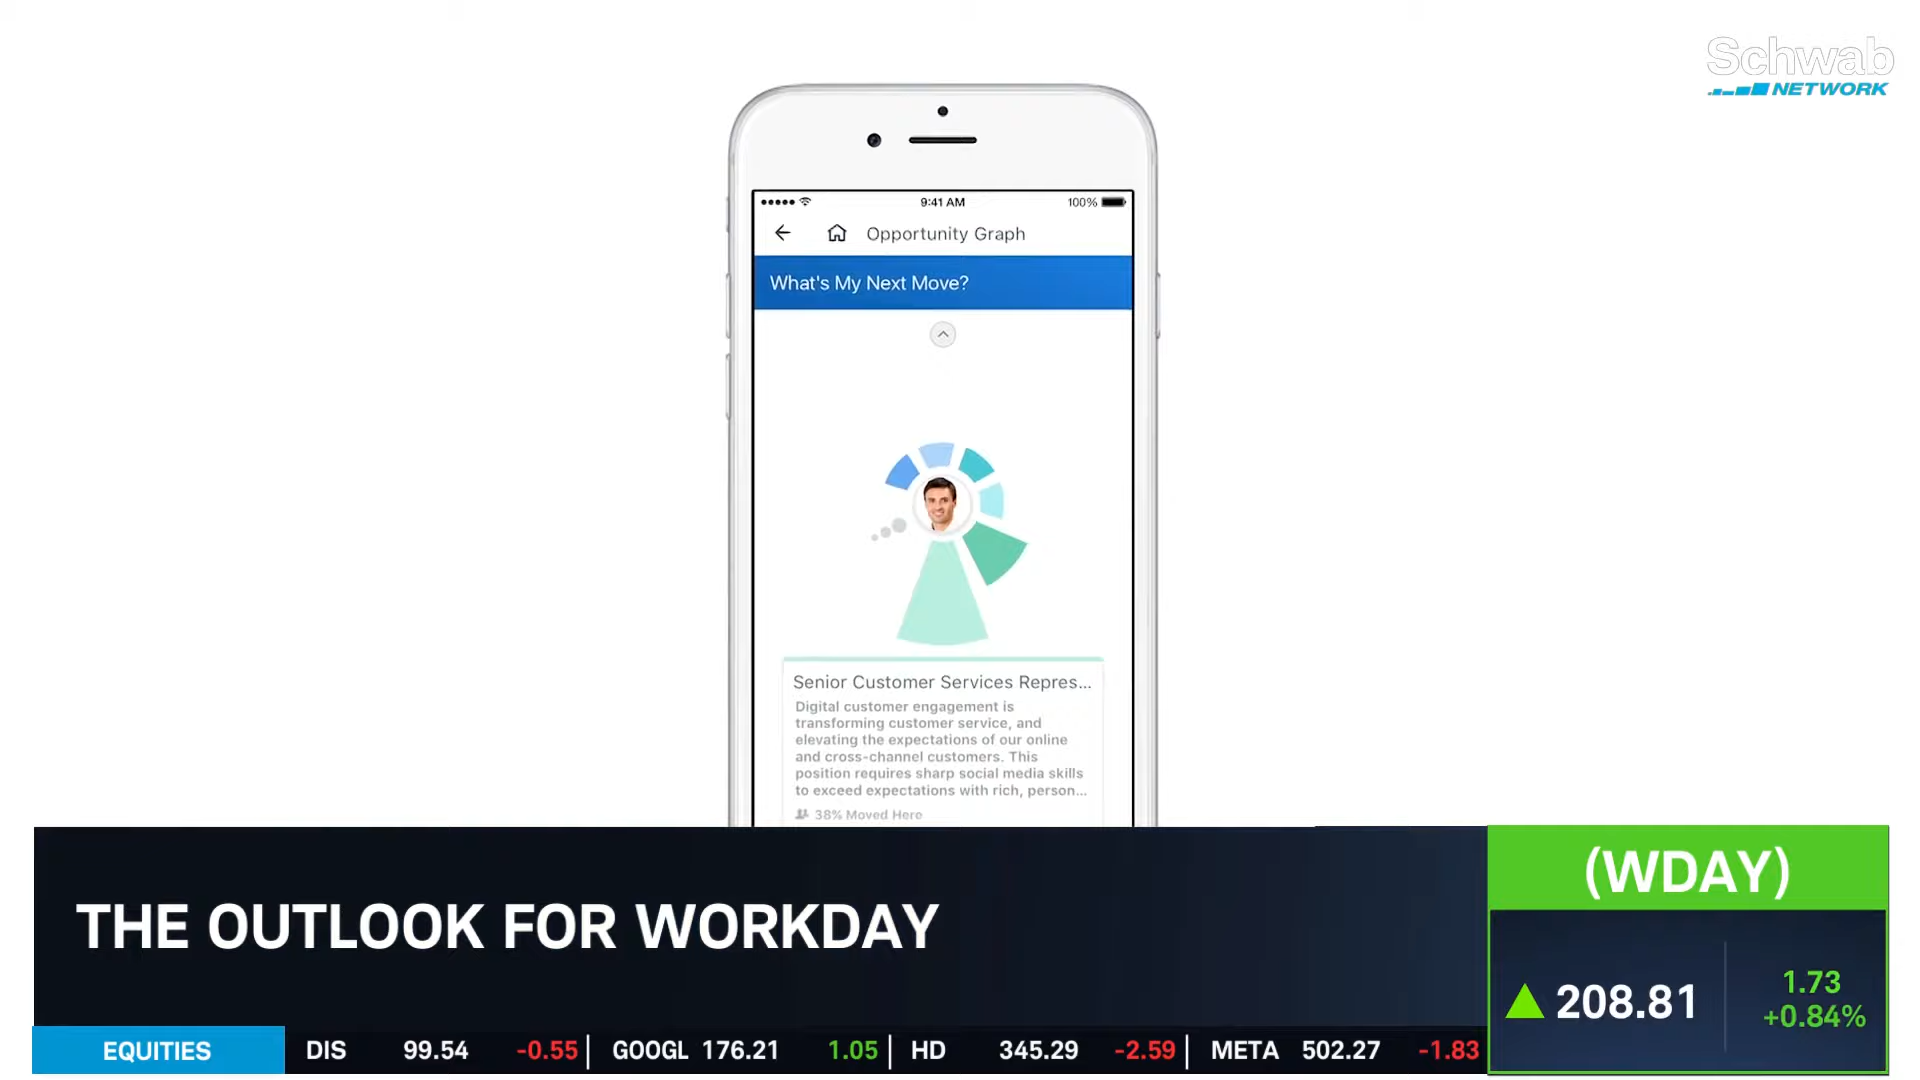 Schwab
NETWORK
9:41 AM
100%
Opportunity Graph
What's My Next Move?
Senior Customer Services Repres...
Digital customer engagement is
transforming customer service, and
elevating the expectations of our online
and cross-channel customers. This
position requires sharp social media skills
to exceed expectations with rich, person...
38% Moved Here
THE OUTLOOK FOR WORKDAY
(WDAY)
208.81
1.73
+0.84%
EQUITIES DIS 99.54 -0.55 GOOGL 176.21 1.05 HD 345.29 -2.59 META 502.27 -1.83